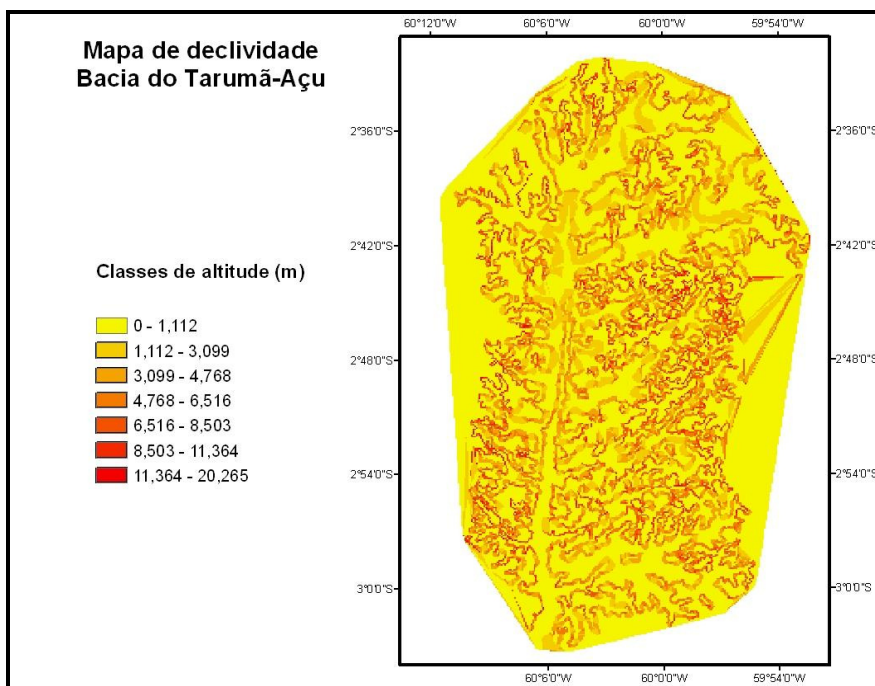 Mapa de declividade
Bacia do Tarumã-Açu
Classes de altitude (m)
0 - 1,112
1,112 - 3,099
3,099 - 4,768
4,768 - 6,516
6,516 - 8,503
8,503 - 11,364
11,364 - 20,265
60°12'0"W 60°6'0"W 60°0'0"W 59°54'0"W
2°36'0"S 2°36'0"S
2°42'0"S 2°42'0"S
2°48'0"S 2°48'0"S
2°54'0"S 2°54'0"S
3°0'0"S 3°0'0"S
60°6'0"W 60°0'0"W 59°54'0"W